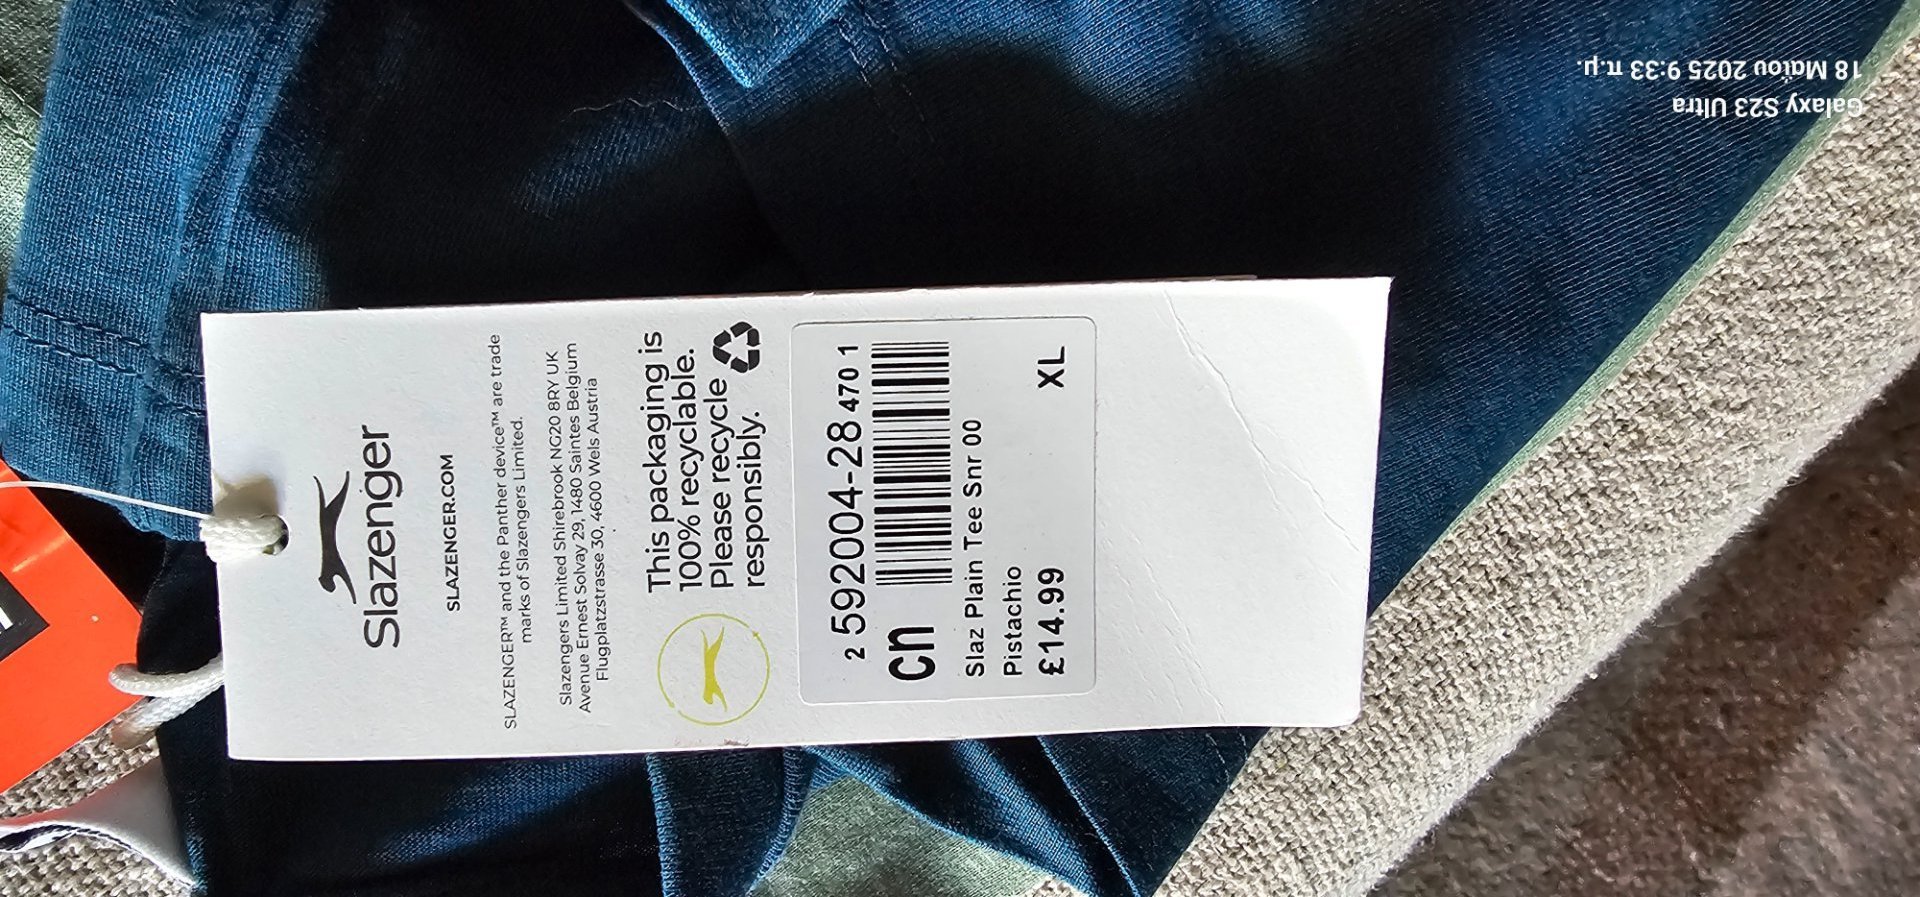 Slazenger
SLAZENGER.COM
SLAZENGER™ and the Panther device™ are trade
marks of Slazengers Limited.
Slazengers Limited Shirebrook NG20 8RY UK
Avenue Ernest Solvay 29, 1480 Saintes Belgium
Flugplatzstrasse 30, 4600 Wels Austria
This packaging is
100% recyclable.
Please recycle
responsibly.
2 592004-28 470 1
cn
Slaz Plain Tee Snr 00
Pistachio
£14.99 XL
Galaxy S23 Ultra
18 Μαΐου 2025 9:33 π.μ.